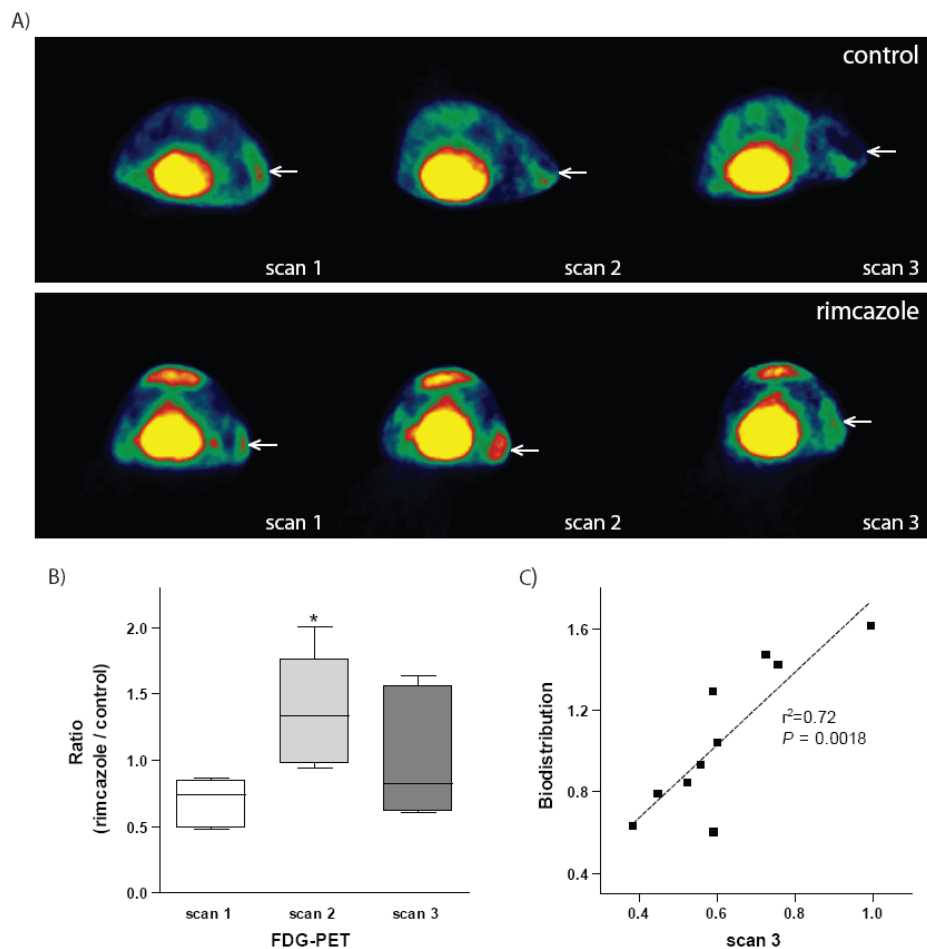 A)
control
scan 1
scan 2
scan 3
rimcazole
scan 1
scan 2
scan 3
B)
2.0
1.5
1.0
0.5
0.0
Ratio
(rimcazole / control)
*
scan 1
scan 2
scan 3
FDG-PET
C)
1.6
1.2
0.8
0.4
Biodistribution
r²=0.72
P = 0.0018
0.4
0.6
0.8
1.0
scan 3